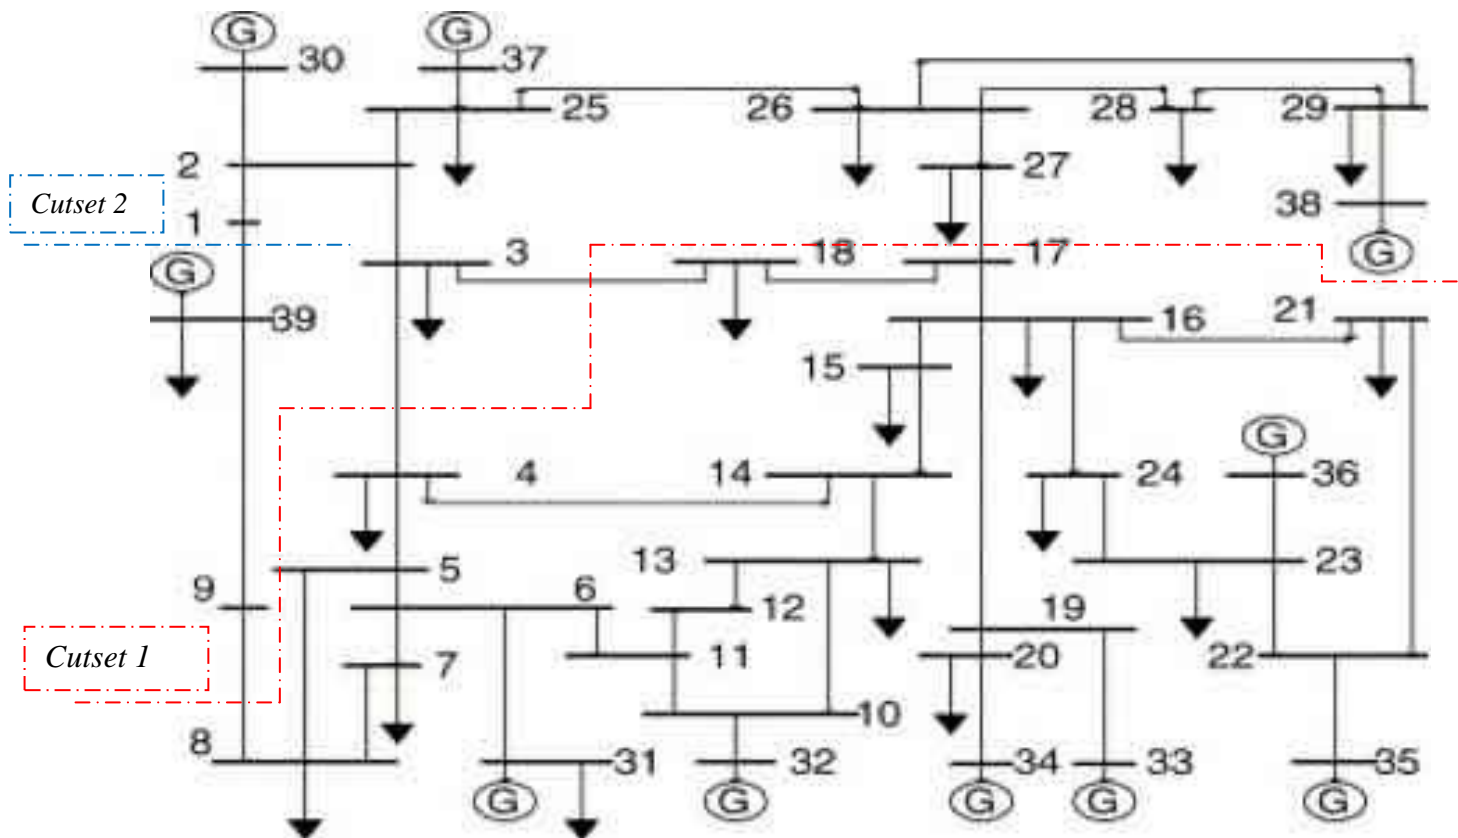 G G
30 37
25 26 28 29
2 27
Cutset 2 38
1
G 3 18 17 G
39 16 21
15
G
4 14 24 36
5 13 23
9 6 12 19
Cutset 1 7 11 20 22
10
8 31 32 34 33 35
G G G G G